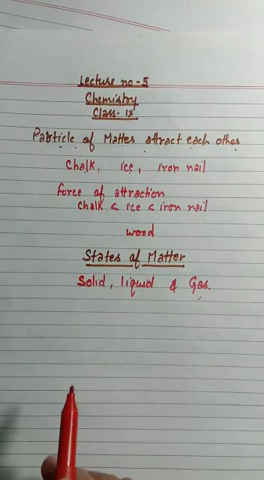 Lecture no - 5
Chemistry
Class - IX
Particle of Matter attract each other
Chalk, ice, iron nail
Force of attraction
Chalk < ice < iron nail
wood
States of Matter
Solid, liquid & Gas.